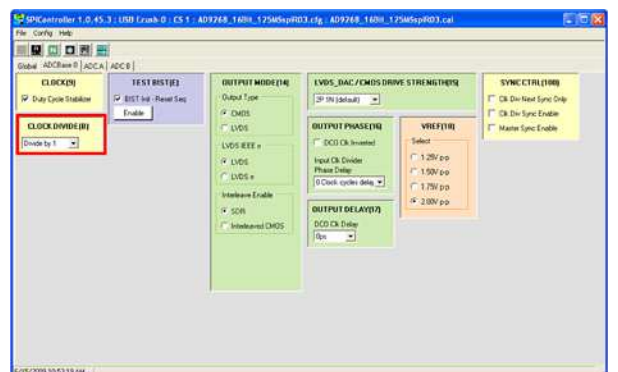 SPIController 1.0.45.3 : USB Ezusb-0 : CS 1 : AD9268_16Bit_125MSspiR03.cfg : AD9268_16Bit_125MSspiR03.cal
File Config Help
Global ADCBase 0 ADC A ADC B
CLOCK(9)
Duty Cycle Stabilizer
CLOCK DIVIDE(B)
Divide by 1
TEST BIST(E)
BIST Init - Reset Seq
Enable
OUTPUT MODE(14)
Output Type
CMOS
LVDS
LVDS IEEE
LVDS
LVDS
Interleave Enable
SDR
Interleaved CMOS
LVDS_DAC/CMOS DRIVE STRENGTH(15)
(default)
OUTPUT PHASE(16)
DCO Clk Inverted
Input Clk Divider
Phase Delay
0 Clock cycles delay
OUTPUT DELAY(17)
DCO Clk Delay
0ps
VREF(18)
Select
1.25V p-p
1.50V p-p
1.75V p-p
2.00V p-p
SYNC CTRL(100)
Clk Div Next Sync Only
Clk Div Sync Enable
Master Sync Enable